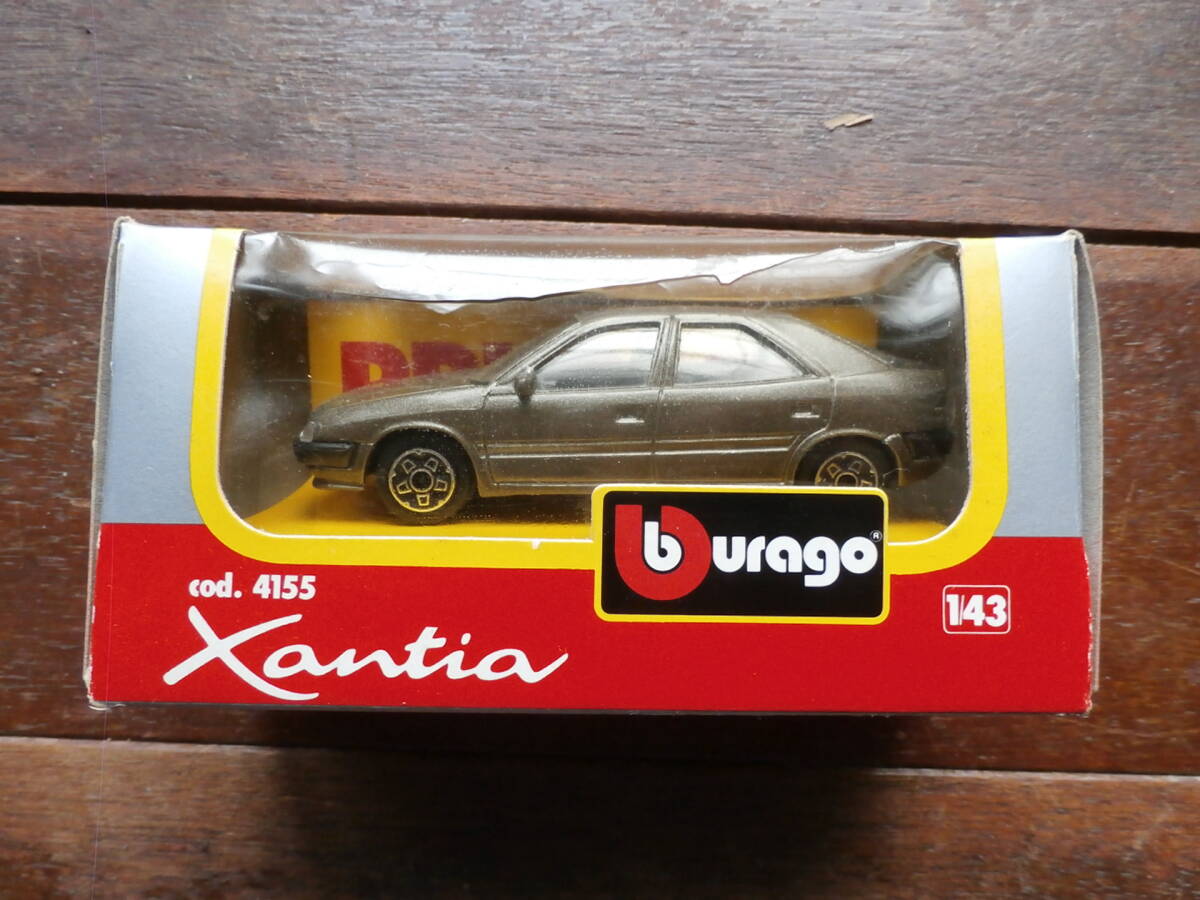 burago®
cod. 4155
Xantia
1/43